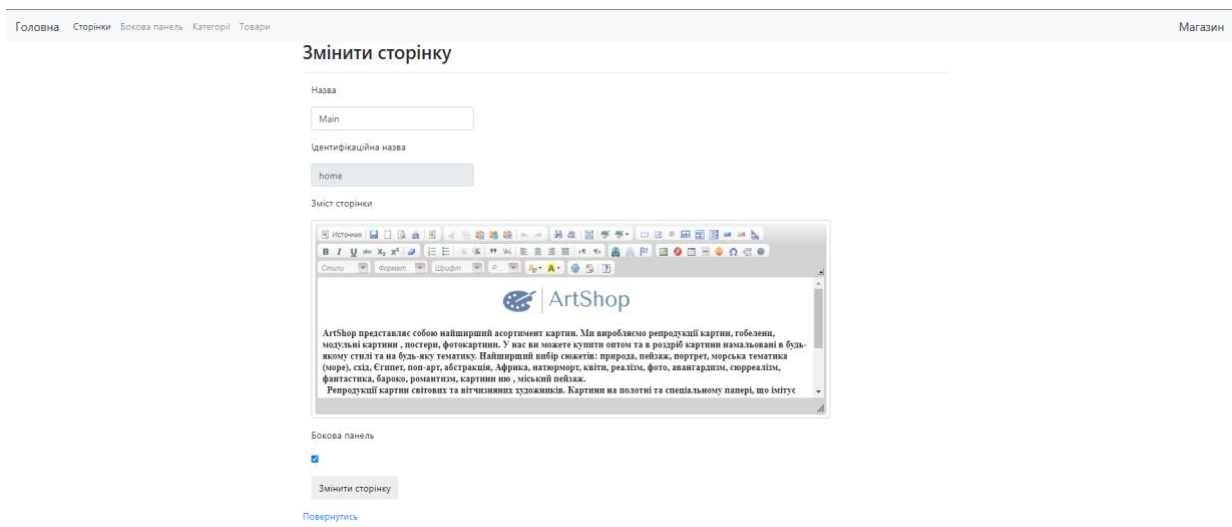 Головна Сторінки Бокова панель Категорії Товари Магазин
Змінити сторінку
Назва
Main
Ідентифікаційна назва
home
Зміст сторінки
Источник
B I U abc X₂ X²
Стили Формат... Шрифт Р...
ArtShop
ArtShop представляє собою найширший асортимент картин. Ми виробляємо репродукції картин, гобелени,
модульні картини , постери, фотокартини. У нас ви можете купити оптом та в роздріб картини намальовані в будь-
якому стилі та на будь-яку тематику. Найширший вибір сюжетів: природа, пейзаж, портрет, морська тематика
(море), схід, Єгипет, поп-арт, абстракція, Африка, натюрморт, квіти, реалізм, фото, авангардизм, сюрреалізм,
фантастика, бароко, романтизм, картини ню , міський пейзаж.
Репродукції картин світових та вітчизняних художників. Картини на полотні та спеціальному папері, що імітує
Бокова панель
Змінити сторінку
Повернутись